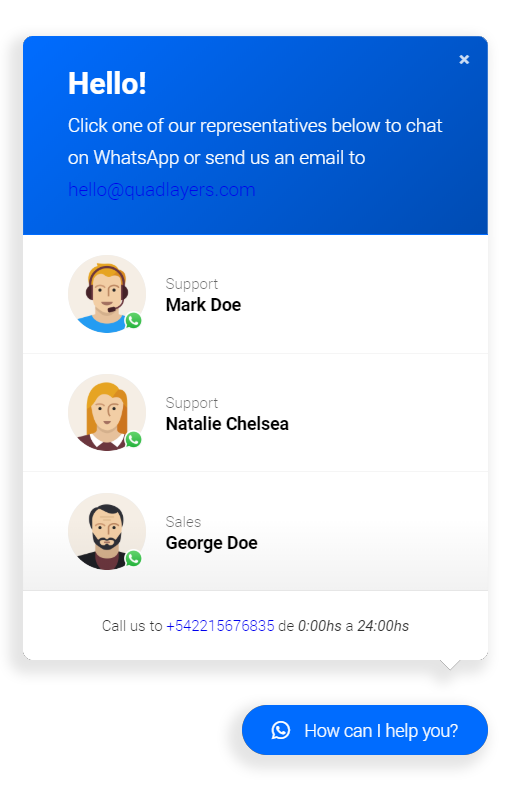 Hello!
Click one of our representatives below to chat
on WhatsApp or send us an email to
hello@quadlayers.com
Support
Mark Doe
Support
Natalie Chelsea
Sales
George Doe
Call us to +542215676835 de 0:00hs a 24:00hs
How can I help you?